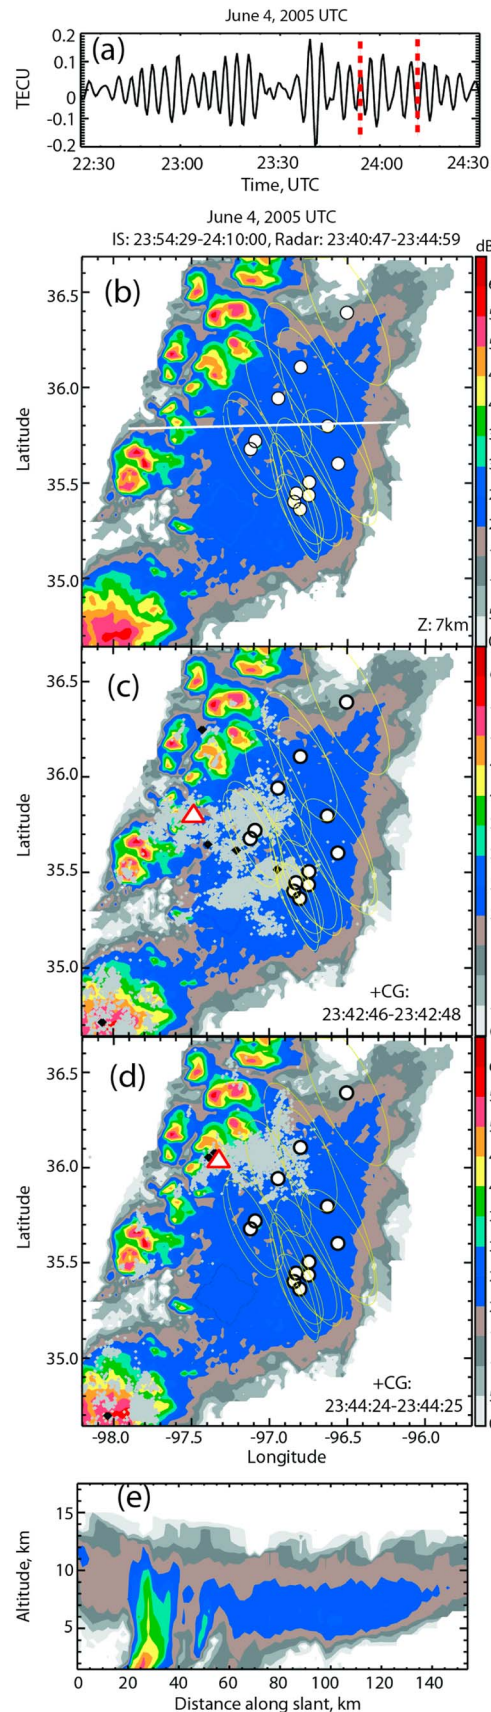 June 4, 2005 UTC
(a)
TECU
0.2
0.1
0
-0.1
-0.2
22:30 23:00 23:30 24:00 24:30
Time, UTC
June 4, 2005 UTC
IS: 23:54:29-24:10:00, Radar: 23:40:47-23:44:59
(b)
Latitude
36.5
36.0
35.5
35.0
Z: 7km
(c)
Latitude
36.5
36.0
35.5
35.0
+CG:
23:42:46-23:42:48
(d)
Latitude
36.5
36.0
35.5
35.0
+CG:
23:44:24-23:44:25
-98.0 -97.5 -97.0 -96.5 -96.0
Longitude
(e)
Altitude, km
15
10
5
0 20 40 60 80 100 120 140
Distance along slant, km